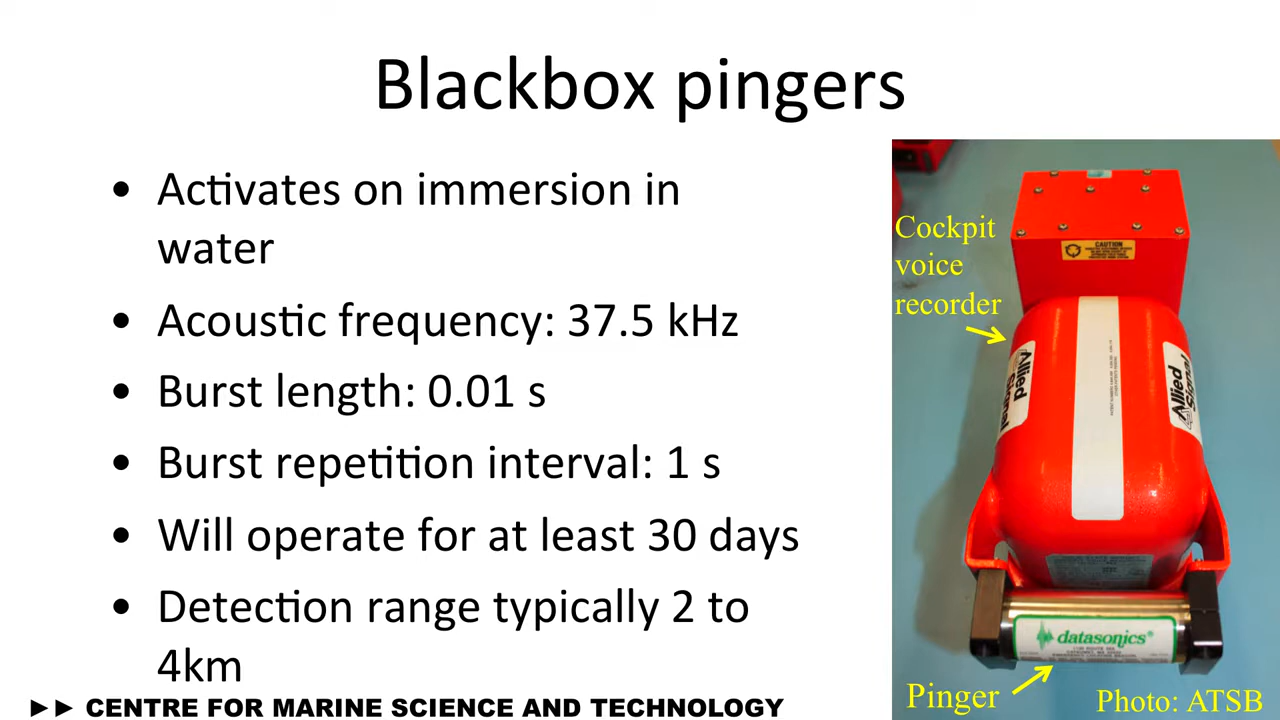 Blackbox pingers
• Activates on immersion in
water
• Acoustic frequency: 37.5 kHz
• Burst length: 0.01 s
• Burst repetition interval: 1 s
• Will operate for at least 30 days
• Detection range typically 2 to
4km
►► CENTRE FOR MARINE SCIENCE AND TECHNOLOGY
Cockpit
voice
recorder
CAUTION
Allied
Signal
Allied
Signal
datasonics
Pinger
Photo: ATSB